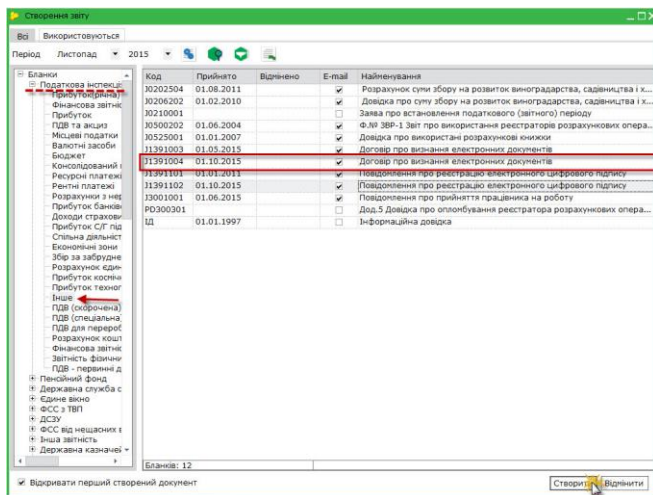 Створення звіту
Всі Використовуються
Період Листопад 2015
Бланки
Податкова інспекція
Прибуток(річна)
Фінансова звітніс
Прибуток
ПДВ та акциз
Місцеві податки
Валютні засоби
Бюджет
Консолідований
Ресурсні платежі
Рентні платежі
Розрахунки з нер
Прибуток банків
Доходи страхови
Прибуток С/Г під
Спільна діяльніст
Економічні зони
Збір за забрудне
Розрахунок єдин
Прибуток космічн
Прибуток техног
Інше
ПДВ (скорочена)
ПДВ (спеціальна)
ПДВ для перероб
Розрахунок кошт
Фінансова звітніс
Звітність фізични
ПДВ - первинні д
Пенсійний фонд
Державна служба с
Єдине вікно
ФСС з ТВП
ДСЗУ
ФСС від нещасних в
Інша звітність
Державна казначей
Код Прийнято Відмінено E-mail Найменування
J0202504 01.08.2011 Розрахунок суми збору на розвиток виноградарства, садівництва і х...
J0206202 01.02.2010 Довідка про суму збору на розвиток виноградарства, садівництва і х...
J0210001 Заява про встановлення податкового (звітного) періоду
J0500202 01.06.2004 Ф.№ ЗВР-1 Звіт про використання реєстраторів розрахункових опера...
J0525001 01.01.2007 Довідка про використані розрахункові книжки
J1391003 01.05.2015 Договір про визнання електронних документів
J1391004 01.10.2015 Договір про визнання електронних документів
J1391101 01.01.2011 Повідомлення про реєстрацію електронного цифрового підпису
J1391102 01.10.2015 Повідомлення про реєстрацію електронного цифрового підпису
J3001001 01.06.2015 Повідомлення про прийняття працівника на роботу
PD300301 Дод.5 Довідка про опломбування реєстратора розрахункових опера...
ІД 01.01.1997 Інформаційна довідка
Бланків: 12
Відкривати перший створений документ
Створити Відмінити